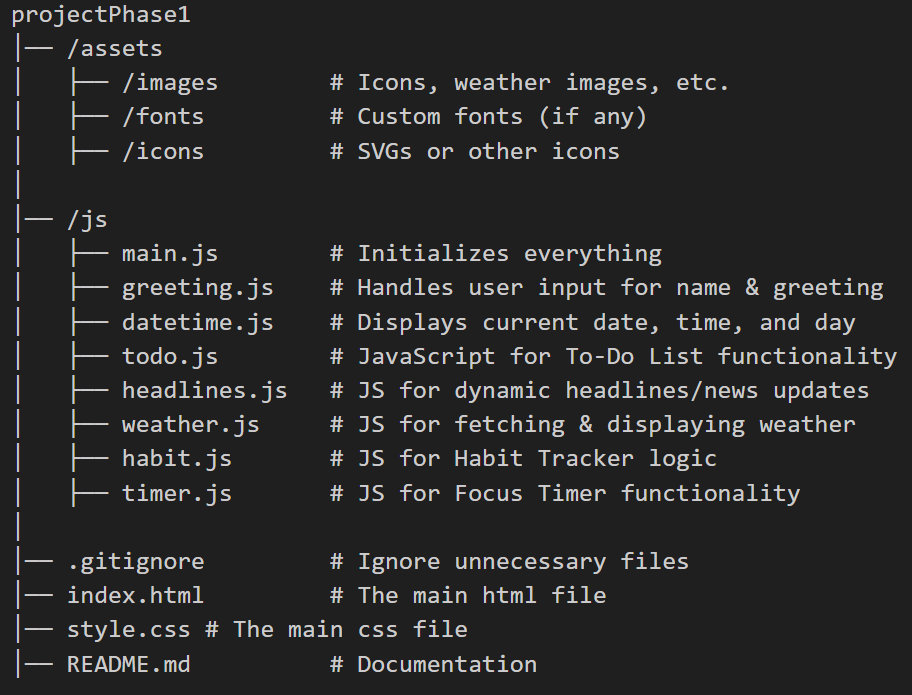 projectPhase1
│── /assets
│   ├── /images        # Icons, weather images, etc.
│   ├── /fonts         # Custom fonts (if any)
│   ├── /icons         # SVGs or other icons
│
│── /js
│   ├── main.js        # Initializes everything
│   ├── greeting.js    # Handles user input for name & greeting
│   ├── datetime.js    # Displays current date, time, and day
│   ├── todo.js        # JavaScript for To-Do List functionality
│   ├── headlines.js   # JS for dynamic headlines/news updates
│   ├── weather.js     # JS for fetching & displaying weather
│   ├── habit.js       # JS for Habit Tracker logic
│   ├── timer.js       # JS for Focus Timer functionality
│
│── .gitignore         # Ignore unnecessary files
│── index.html         # The main html file
│── style.css # The main css file
│── README.md          # Documentation